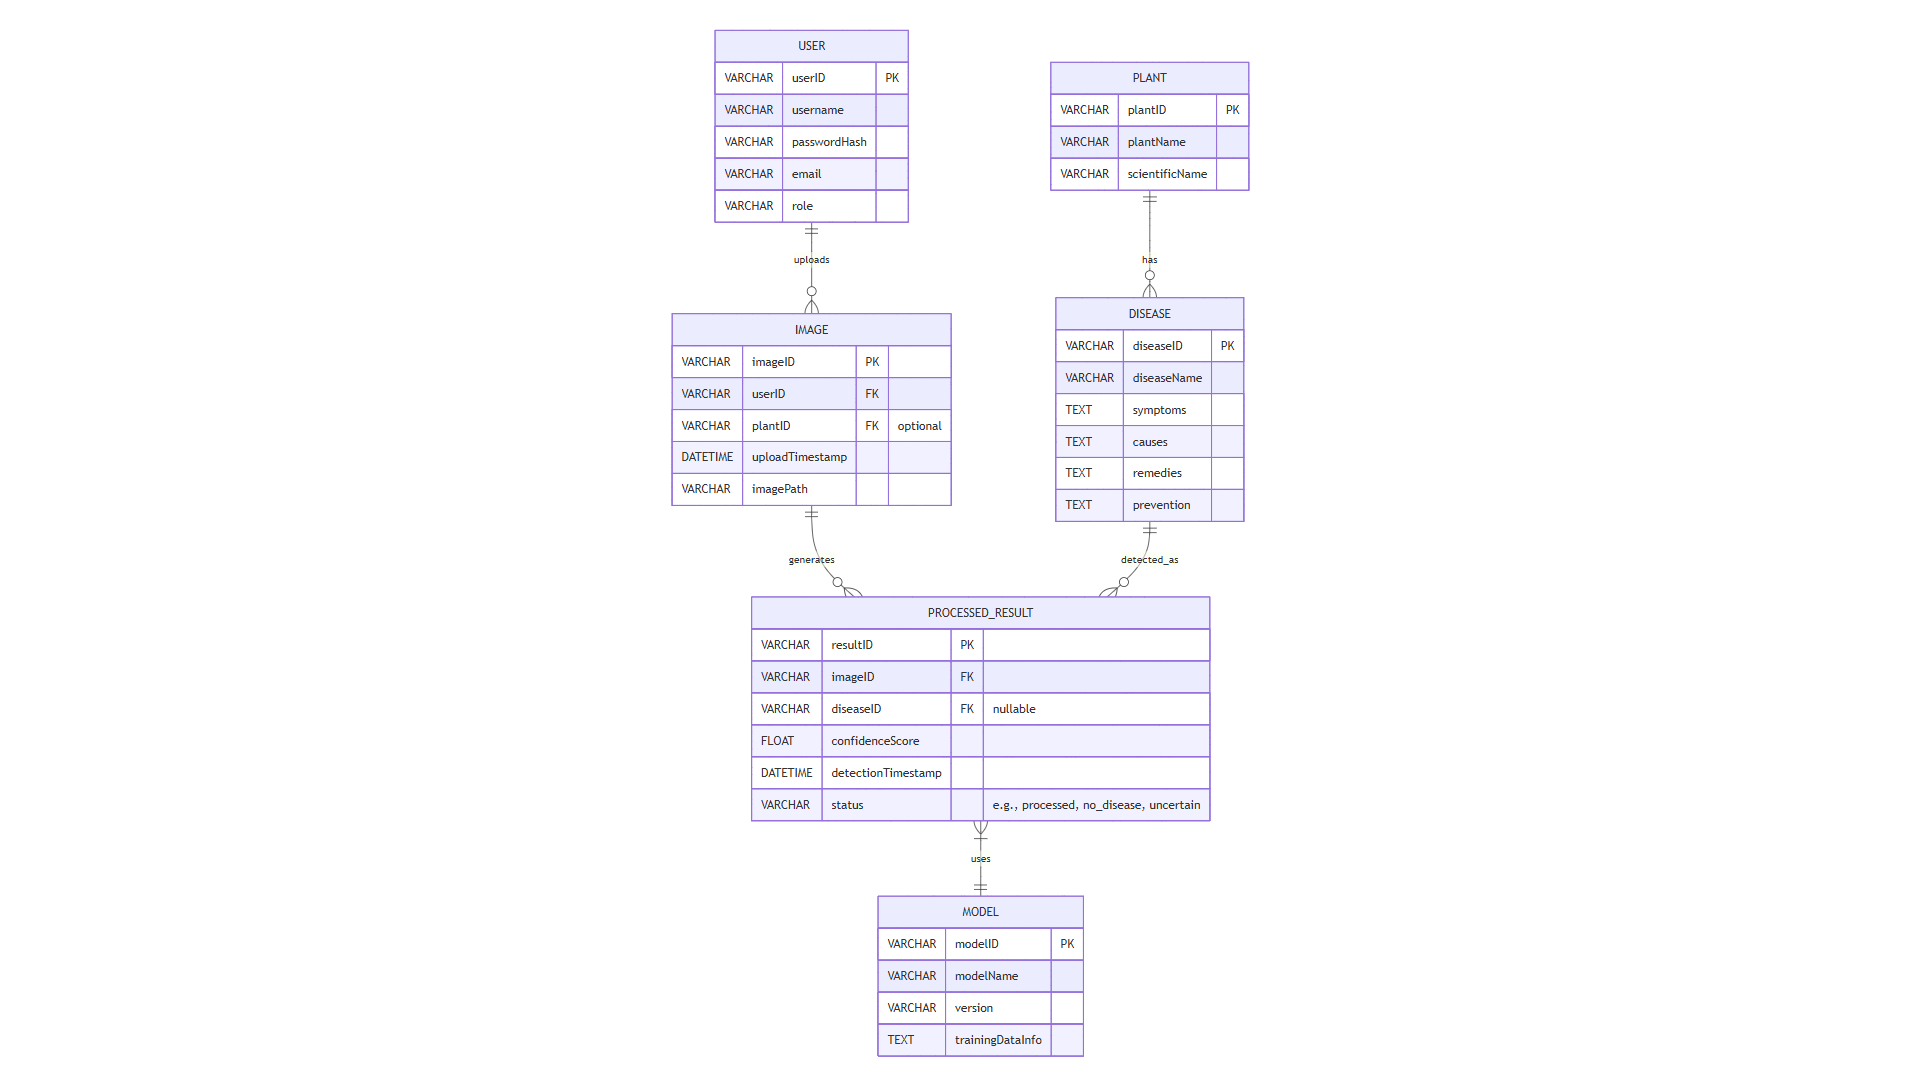 USER
VARCHAR userID PK
VARCHAR username
VARCHAR passwordHash
VARCHAR email
VARCHAR role
PLANT
VARCHAR plantID PK
VARCHAR plantName
VARCHAR scientificName
uploads
has
IMAGE
VARCHAR imageID PK
VARCHAR userID FK
VARCHAR plantID FK optional
DATETIME uploadTimestamp
VARCHAR imagePath
DISEASE
VARCHAR diseaseID PK
VARCHAR diseaseName
TEXT symptoms
TEXT causes
TEXT remedies
TEXT prevention
generates
detected_as
PROCESSED_RESULT
VARCHAR resultID PK
VARCHAR imageID FK
VARCHAR diseaseID FK nullable
FLOAT confidenceScore
DATETIME detectionTimestamp
VARCHAR status e.g., processed, no_disease, uncertain
uses
MODEL
VARCHAR modelID PK
VARCHAR modelName
VARCHAR version
TEXT trainingDataInfo